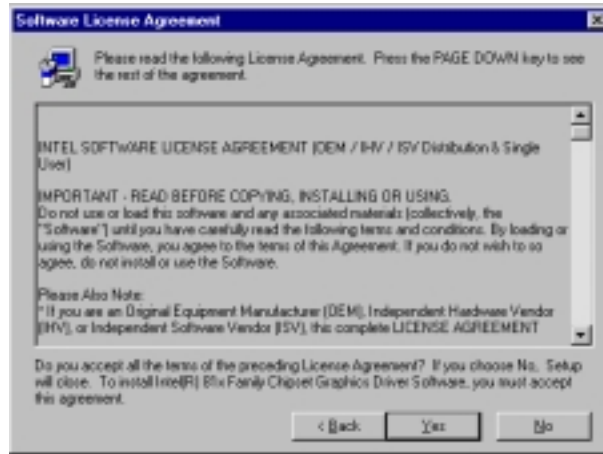 Software License Agreement
Please read the following License Agreement. Press the PAGE DOWN key to see
the rest of the agreement.
INTEL SOFTWARE LICENSE AGREEMENT (OEM / IHV / ISV Distribution & Single
User)
IMPORTANT - READ BEFORE COPYING, INSTALLING OR USING.
Do not use or load this software and any associated materials (collectively, the
"Software") until you have carefully read the following terms and conditions. By loading or
using the Software, you agree to the terms of this Agreement. If you do not wish to so
agree, do not install or use the Software.
Please Also Note:
* If you are an Original Equipment Manufacturer (OEM), Independent Hardware Vendor
(IHV), or Independent Software Vendor (ISV), this complete LICENSE AGREEMENT
Do you accept all the terms of the preceding License Agreement? If you choose No, Setup
will close. To install Intel(R) 81x Family Chipset Graphics Driver Software, you must accept
this agreement.
< Back Yes No